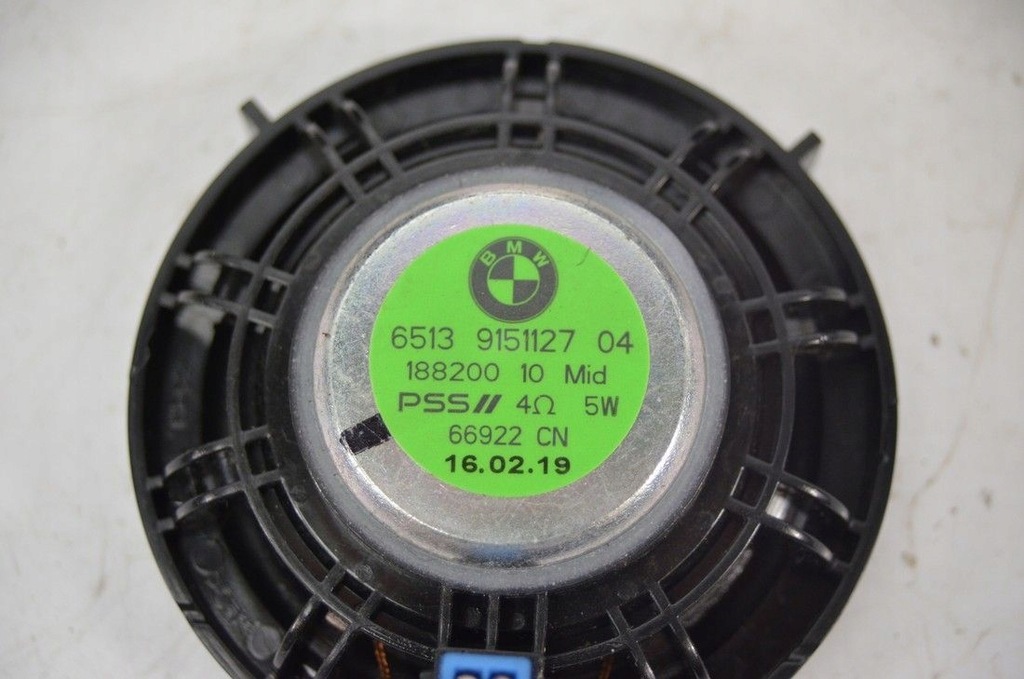 BMW
6513 9151127 04
188200 10 Mid
PSS// 4Ω 5W
66922 CN
16.02.19